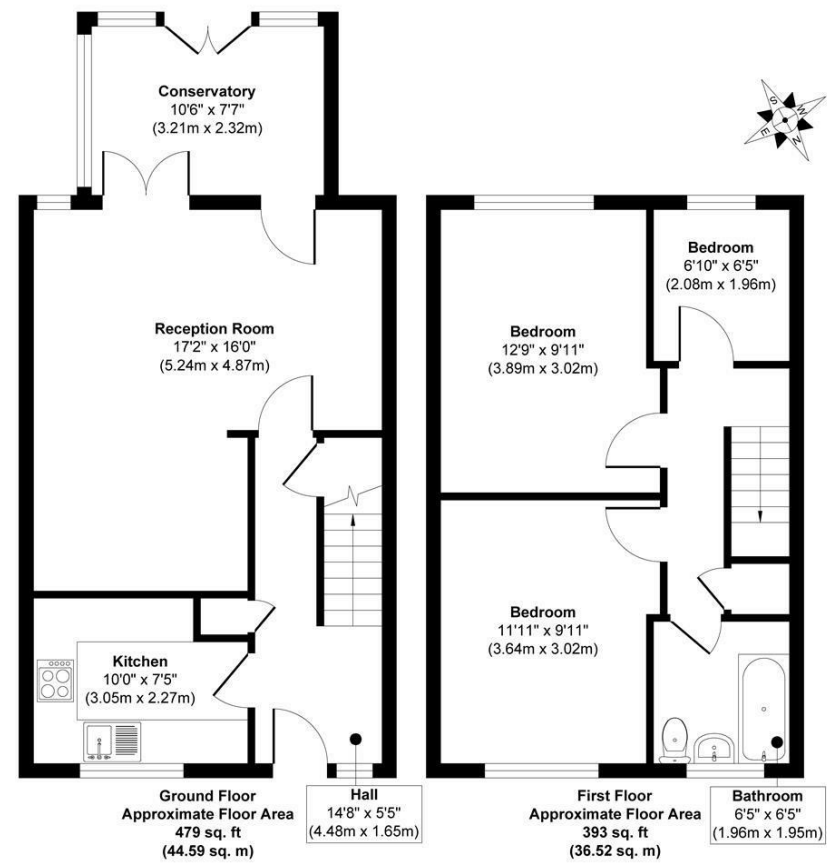 Conservatory
10'6" x 7'7"
(3.21m x 2.32m)
S
W
E
N
Reception Room
17'2" x 16'0"
(5.24m x 4.87m)
Kitchen
10'0" x 7'5"
(3.05m x 2.27m)
Ground Floor
Approximate Floor Area
479 sq. ft
(44.59 sq. m)
Hall
14'8" x 5'5"
(4.48m x 1.65m)
Bedroom
6'10" x 6'5"
(2.08m x 1.96m)
Bedroom
12'9" x 9'11"
(3.89m x 3.02m)
Bedroom
11'11" x 9'11"
(3.64m x 3.02m)
First Floor
Approximate Floor Area
393 sq. ft
(36.52 sq. m)
Bathroom
6'5" x 6'5"
(1.96m x 1.95m)